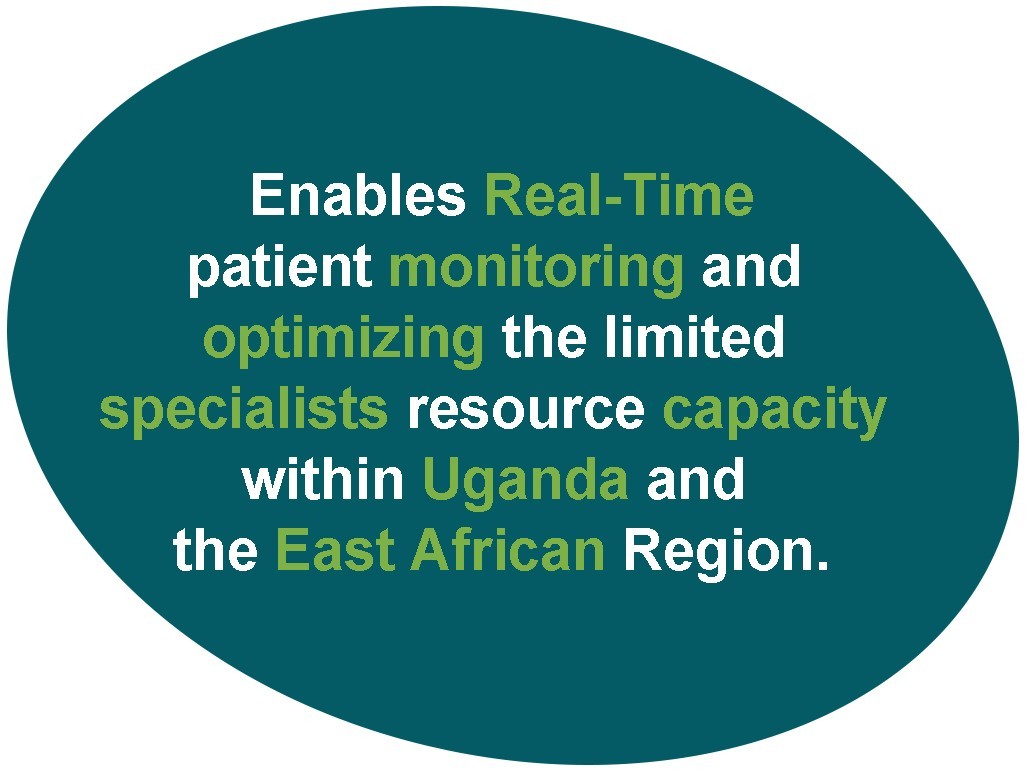 Enables Real-Time
patient monitoring and
optimizing the limited
specialists resource capacity
within Uganda and
the East African Region.